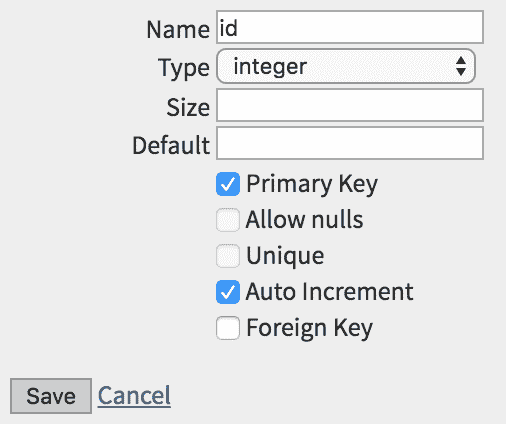 Name id
Type integer
Size
Default
Primary Key
Allow nulls
Unique
Auto Increment
Foreign Key
Save Cancel